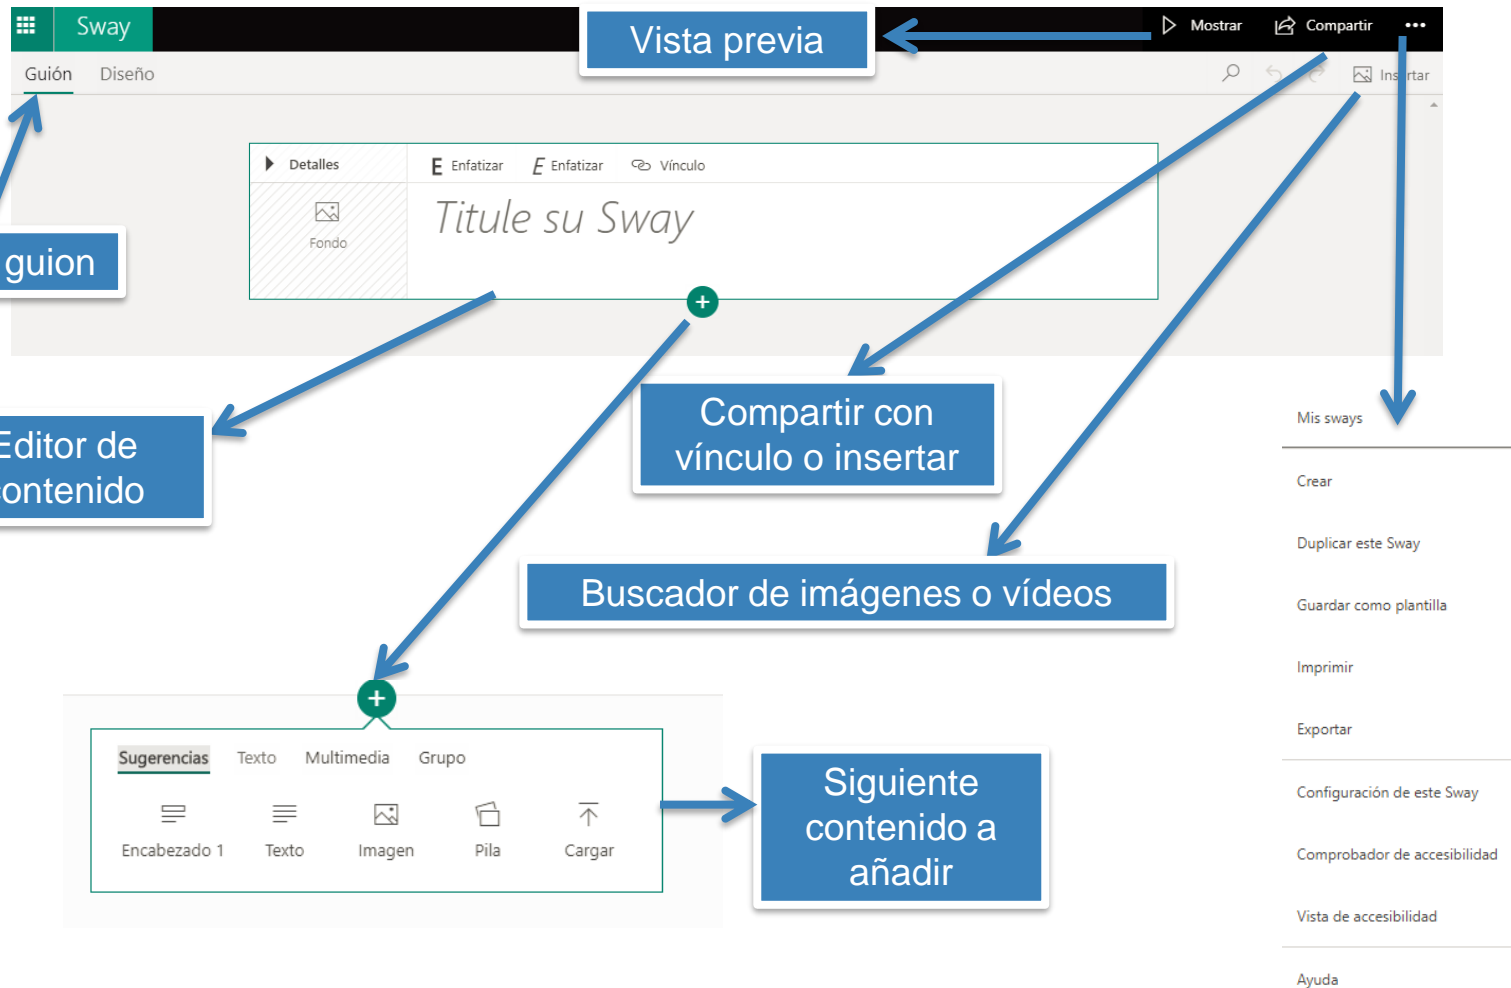 Sway
Vista previa
Mostrar
Compartir
Guión
Diseño
Insertar
Detalles
E Enfatizar
E Enfatizar
Vínculo
Titule su Sway
Fondo
guion
Compartir con
vínculo o insertar
Editor de
contenido
Mis sways
Crear
Duplicar este Sway
Buscador de imágenes o vídeos
Guardar como plantilla
Imprimir
Exportar
Sugerencias
Texto
Multimedia
Grupo
Encabezado 1
Texto
Imagen
Pila
Cargar
Siguiente
contenido a
añadir
Configuración de este Sway
Comprobador de accesibilidad
Vista de accesibilidad
Ayuda